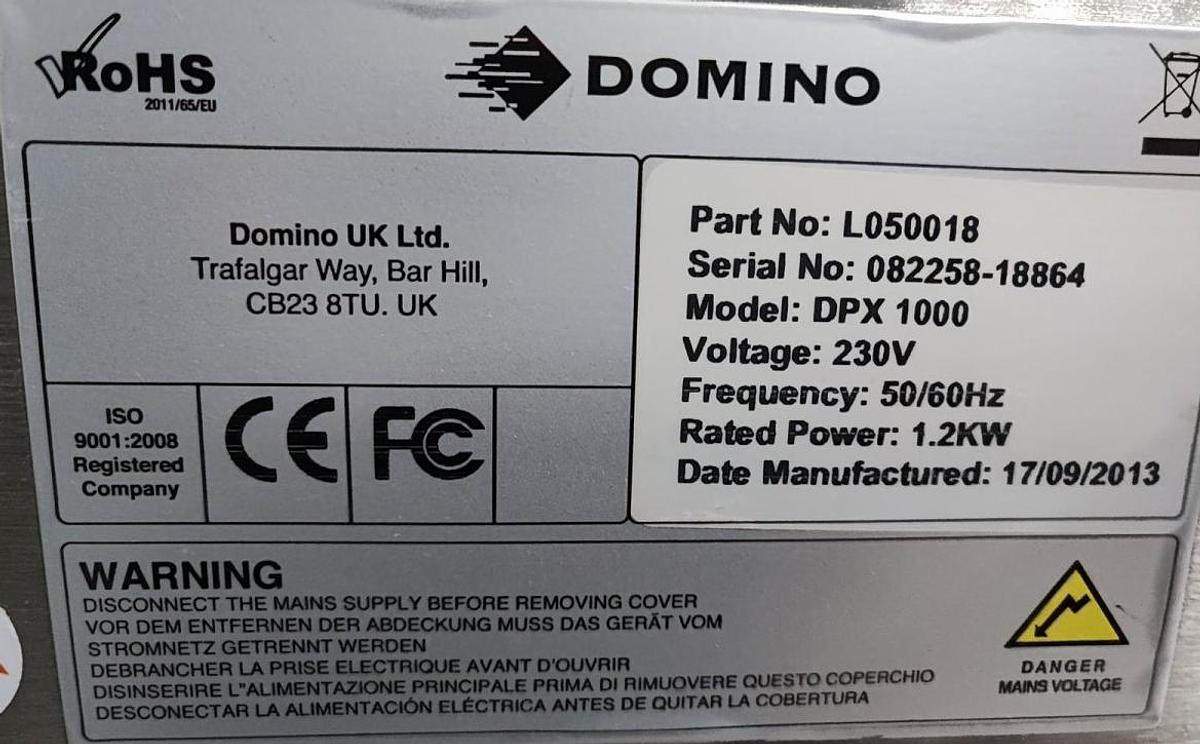 RoHS
2011/65/EU
DOMINO
Domino UK Ltd.
Trafalgar Way, Bar Hill,
CB23 8TU. UK
Part No: L050018
Serial No: 082258-18864
Model: DPX 1000
Voltage: 230V
Frequency: 50/60Hz
Rated Power: 1.2KW
Date Manufactured: 17/09/2013
ISO
9001:2008
Registered
Company
CE
FC
WARNING
DISCONNECT THE MAINS SUPPLY BEFORE REMOVING COVER
VOR DEM ENTFERNEN DER ABDECKUNG MUSS DAS GERÄT VOM
STROMNETZ GETRENNT WERDEN
DEBRANCHER LA PRISE ELECTRIQUE AVANT D'OUVRIR
DISINSERIRE L"ALIMENTAZIONE PRINCIPALE PRIMA DI RIMUOVERE QUESTO COPERCHIO
DESCONECTAR LA ALIMENTACIÓN ELÉCTRICA ANTES DE QUITAR LA COBERTURA
DANGER
MAINS VOLTAGE